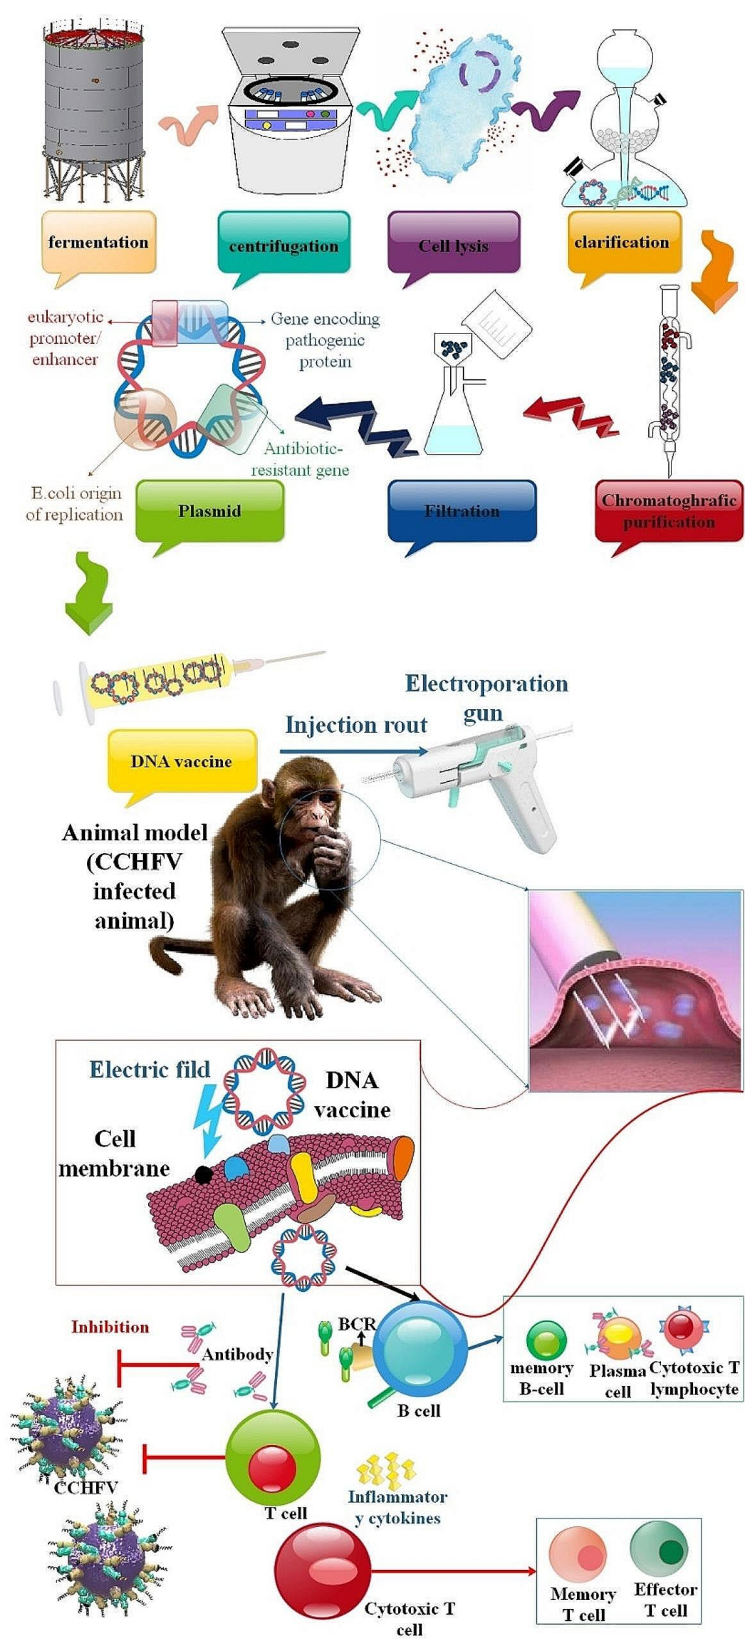 fermentation
centrifugation
Cell lysis
clarification
eukaryotic
promoter/
enhancer
Gene encoding
pathogenic
protein
Antibiotic-
resistant gene
E.coli origin
of replication
Plasmid
Filtration
Chromatoghrafic
purification
Electroporation
gun
Injection rout
DNA vaccine
Animal model
(CCHFV
infected
animal)
Electric fild
DNA
vaccine
Cell
membrane
Inhibition
Antibody
BCR
B cell
memory
B-cell
Plasma
cell
Cytotoxic T
lymphocyte
CCHFV
T cell
Inflammator
y cytokines
Cytotoxic T
cell
Memory
T cell
Effector
T cell